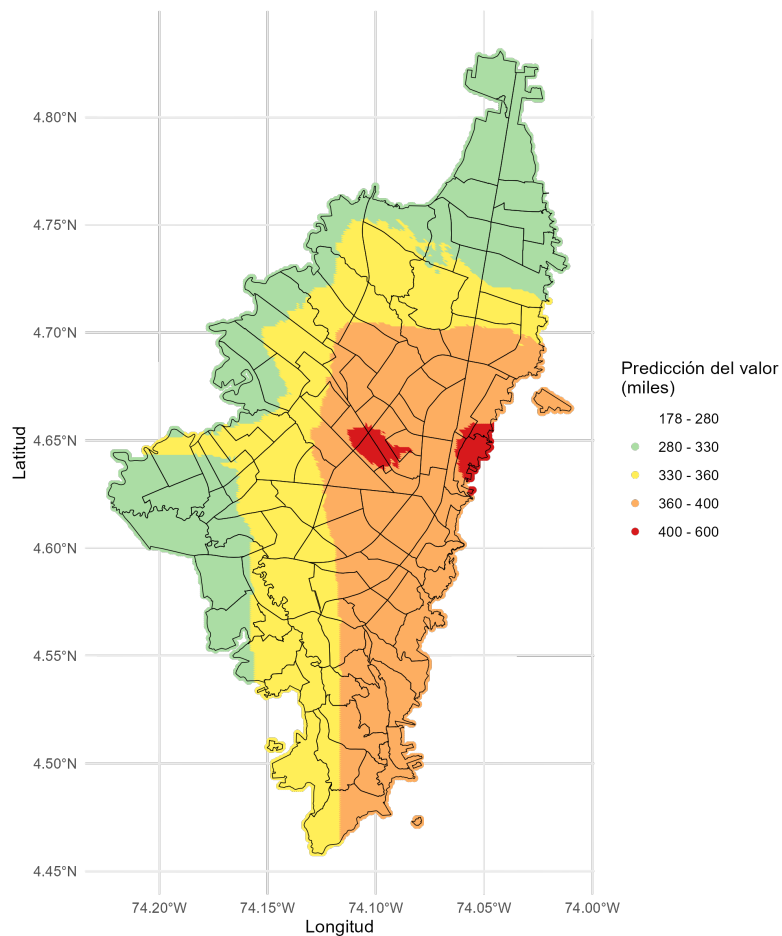 4.80°N
4.75°N
4.70°N
4.65°N
4.60°N
4.55°N
4.50°N
4.45°N
Latitud
74.20°W 74.15°W 74.10°W 74.05°W 74.00°W
Longitud
Predicción del valor
(miles)
178 - 280
280 - 330
330 - 360
360 - 400
400 - 600